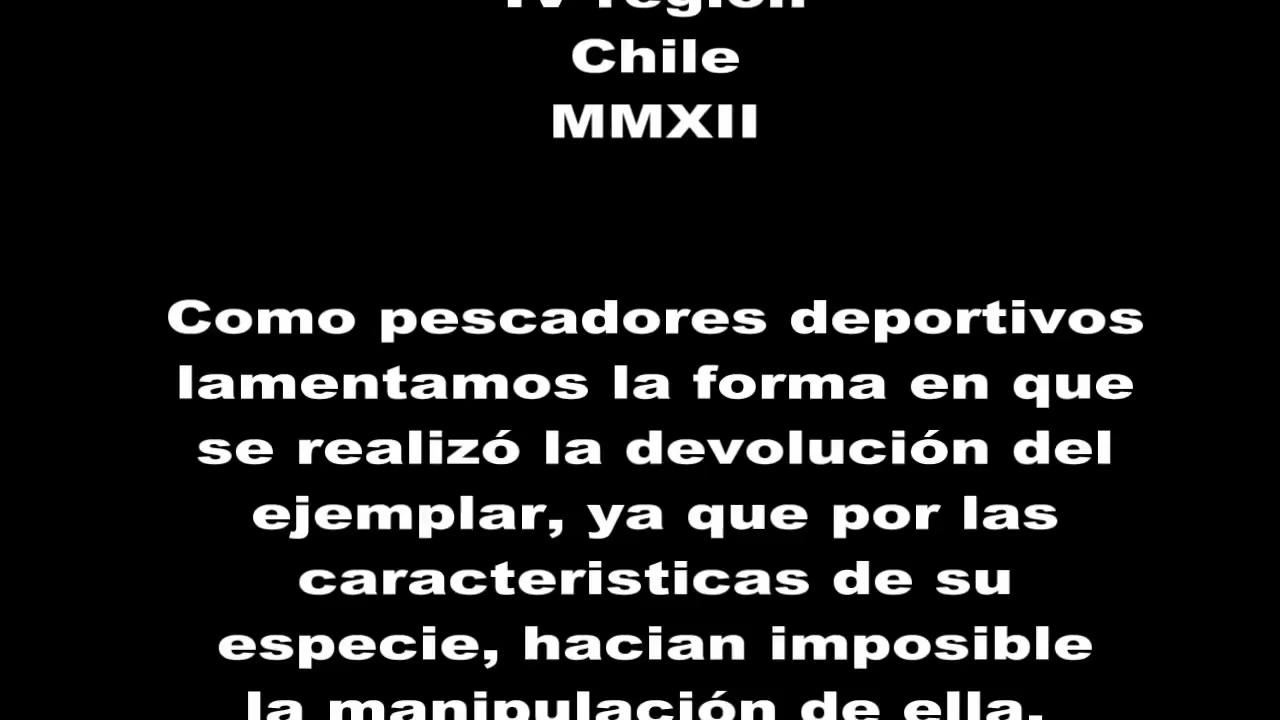 IV región
Chile
MMXII
Como pescadores deportivos
lamentamos la forma en que
se realizó la devolución del
ejemplar, ya que por las
caracteristicas de su
especie, hacian imposible
la manipulación de ella.